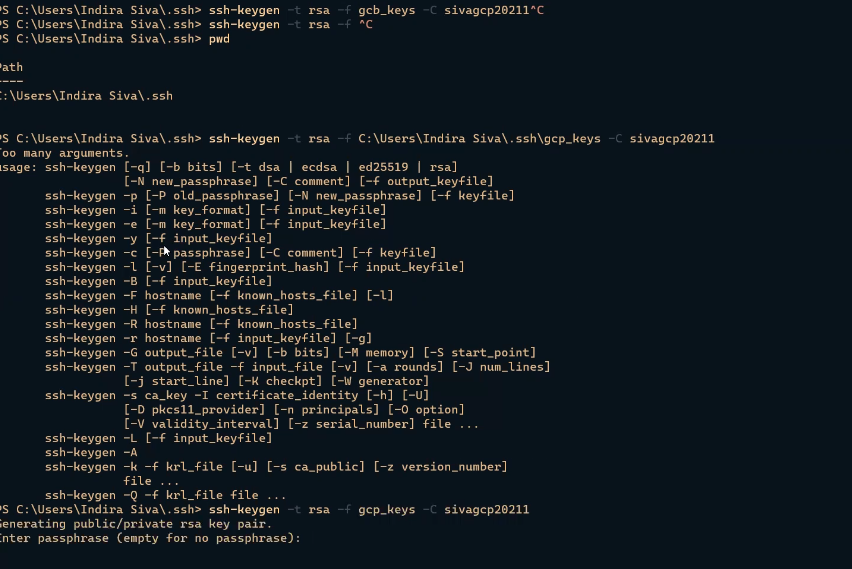 PS C:\Users\Indira Siva\.ssh> ssh-keygen -t rsa -f gcb_keys -C sivagcp20211^C
PS C:\Users\Indira Siva\.ssh> ssh-keygen -t rsa -f ^C
PS C:\Users\Indira Siva\.ssh> pwd
Path
----
C:\Users\Indira Siva\.ssh
PS C:\Users\Indira Siva\.ssh> ssh-keygen -t rsa -f C:\Users\Indira Siva\.ssh\gcp_keys -C sivagcp20211
Too many arguments.
usage: ssh-keygen [-q] [-b bits] [-t dsa | ecdsa | ed25519 | rsa]
[-N new_passphrase] [-C comment] [-f output_keyfile]
ssh-keygen -p [-P old_passphrase] [-N new_passphrase] [-f keyfile]
ssh-keygen -i [-m key_format] [-f input_keyfile]
ssh-keygen -e [-m key_format] [-f input_keyfile]
ssh-keygen -y [-f input_keyfile]
ssh-keygen -c [-P passphrase] [-C comment] [-f keyfile]
ssh-keygen -l [-v] [-E fingerprint_hash] [-f input_keyfile]
ssh-keygen -B [-f input_keyfile]
ssh-keygen -F hostname [-f known_hosts_file] [-l]
ssh-keygen -H [-f known_hosts_file]
ssh-keygen -R hostname [-f known_hosts_file]
ssh-keygen -r hostname [-f input_keyfile] [-g]
ssh-keygen -G output_file [-v] [-b bits] [-M memory] [-S start_point]
ssh-keygen -T output_file -f input_file [-v] [-a rounds] [-J num_lines]
[-j start_line] [-K checkpt] [-W generator]
ssh-keygen -s ca_key -I certificate_identity [-h] [-U]
[-D pkcs11_provider] [-n principals] [-O option]
[-V validity_interval] [-z serial_number] file ...
ssh-keygen -L [-f input_keyfile]
ssh-keygen -A
ssh-keygen -k -f krl_file [-u] [-s ca_public] [-z version_number]
file ...
ssh-keygen -Q -f krl_file file ...
PS C:\Users\Indira Siva\.ssh> ssh-keygen -t rsa -f gcp_keys -C sivagcp20211
Generating public/private rsa key pair.
Enter passphrase (empty for no passphrase):